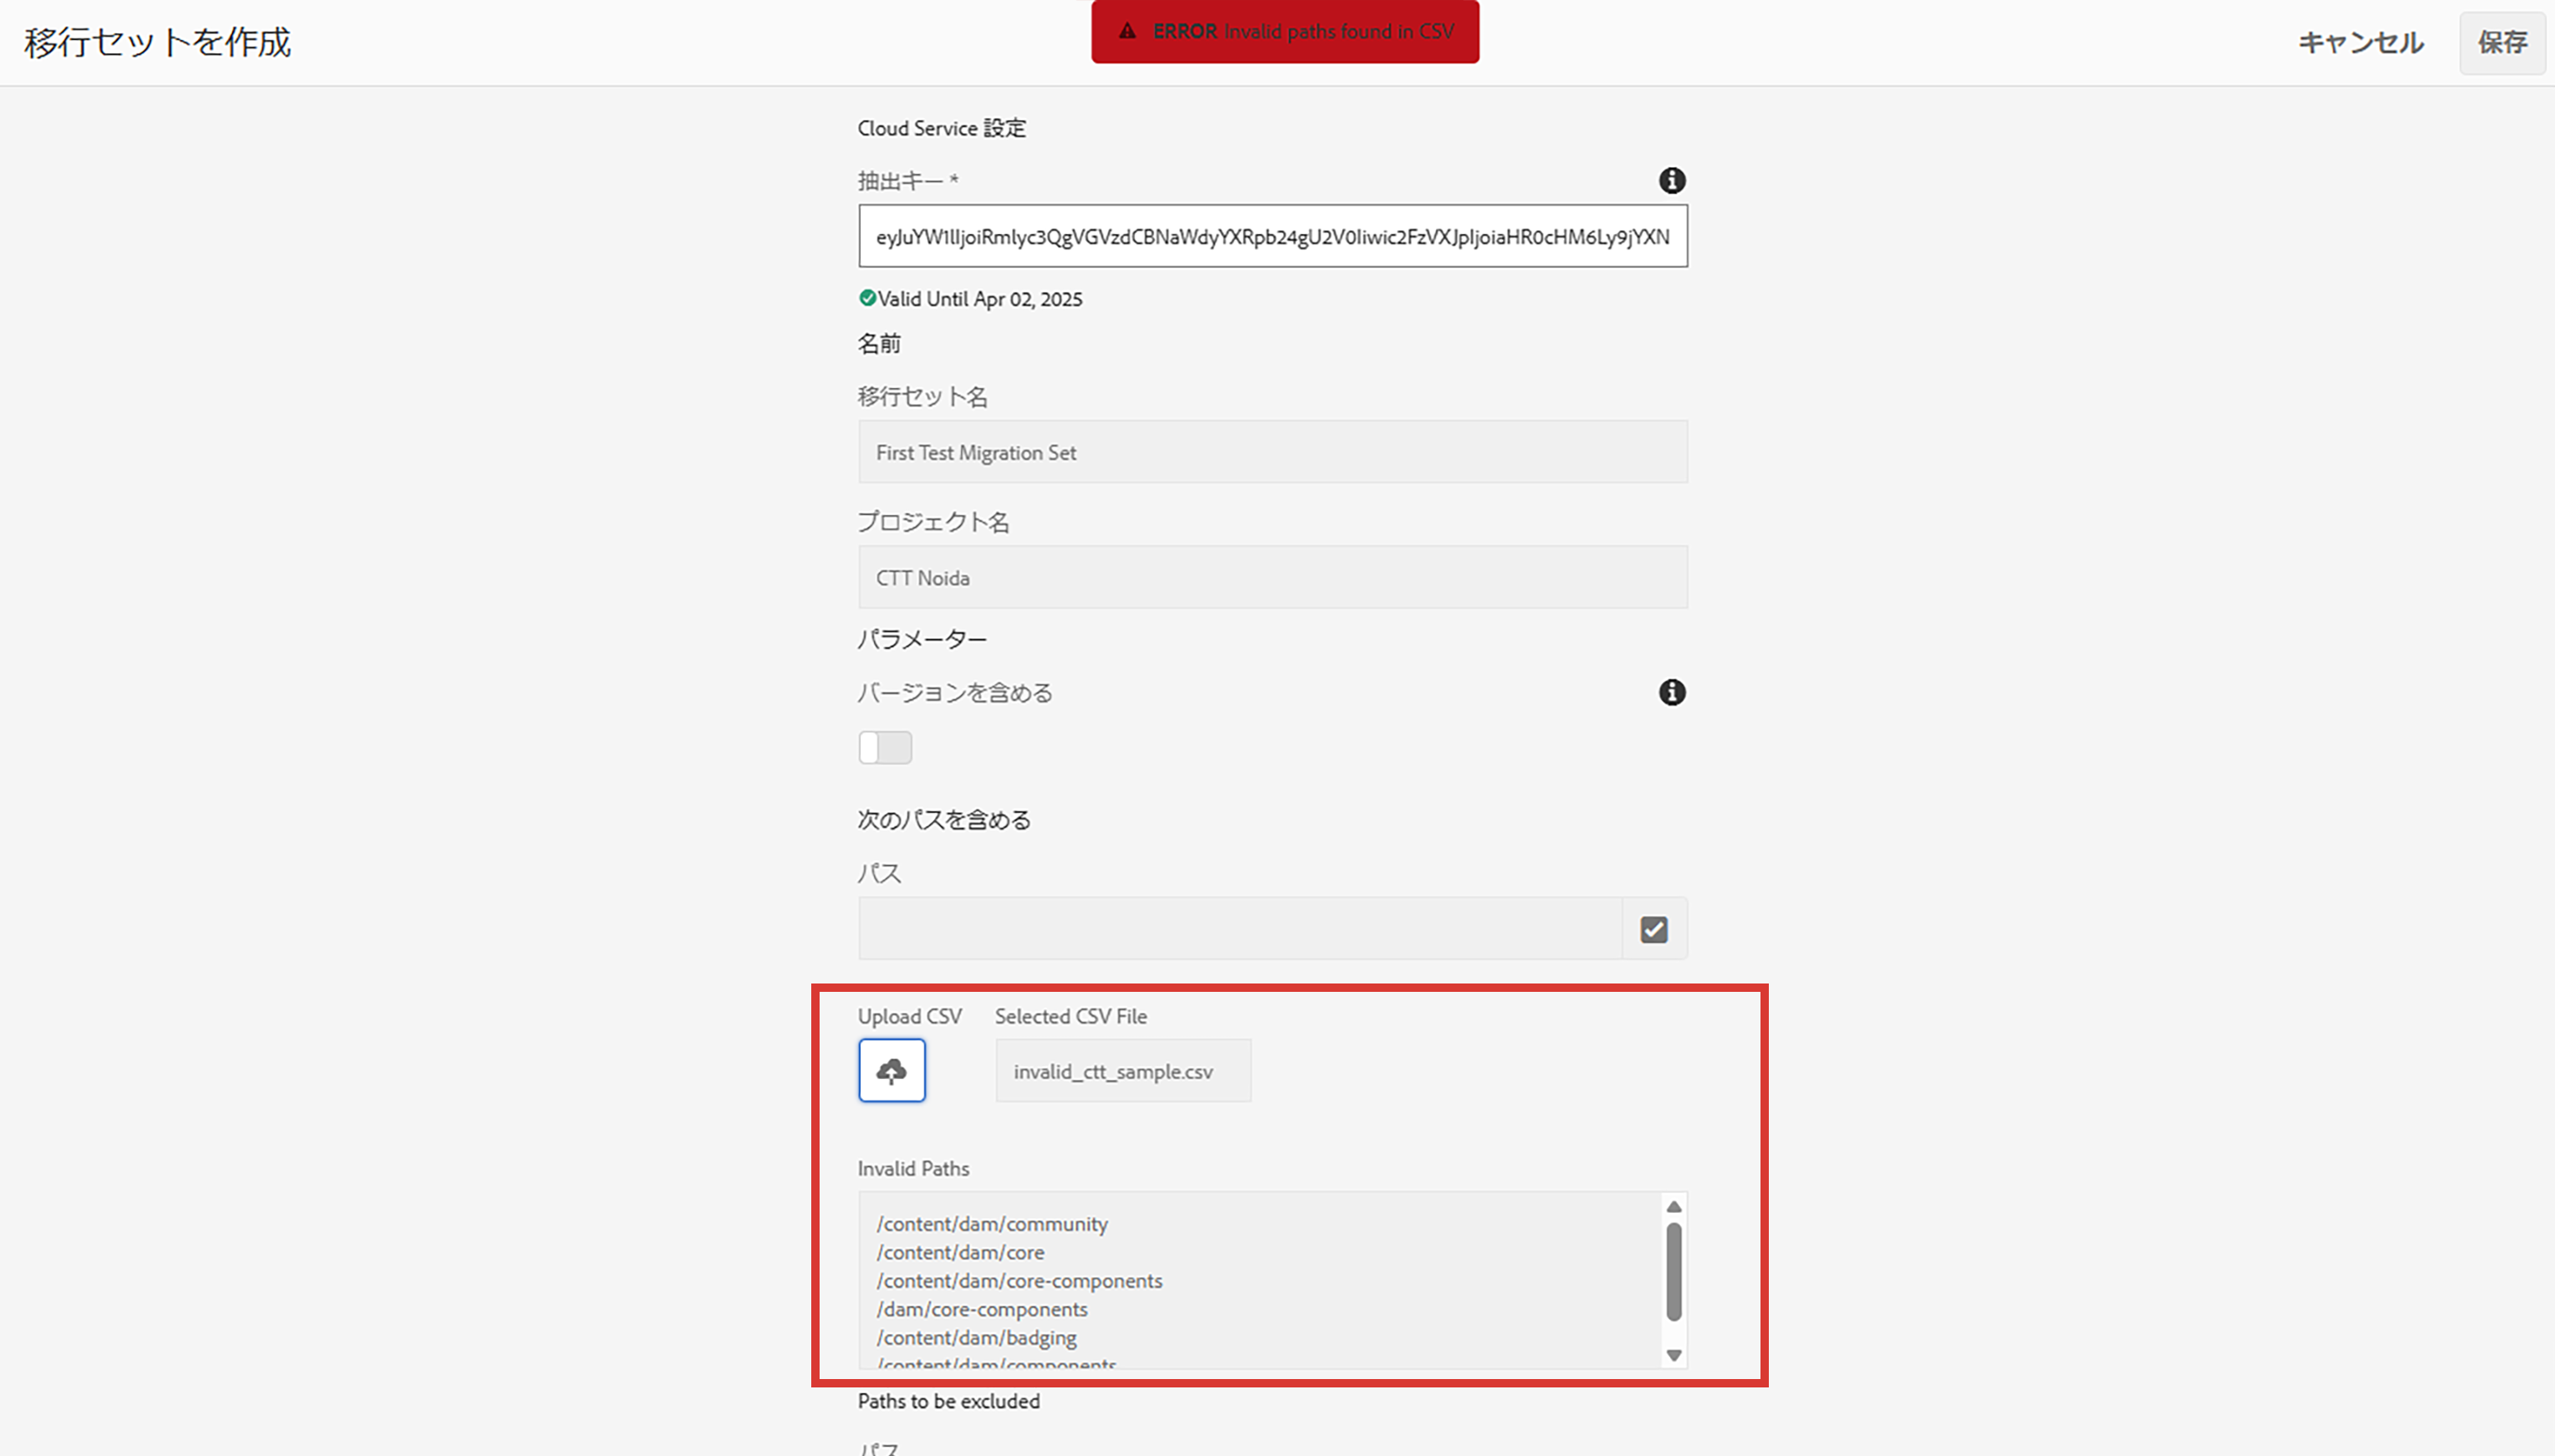 移行セットを作成
ERROR Invalid paths found in CSV
キャンセル
保存
Cloud Service 設定
抽出キー *
eyJuYW1lIjoiRmlyc3QgVGVzdCBNaWdyYXRpb24gU2V0Iiwic2FzVXJpIjoiaHR0cHM6Ly9jYXN
Valid Until Apr 02, 2025
名前
移行セット名
First Test Migration Set
プロジェクト名
CTT Noida
パラメーター
バージョンを含める
次のパスを含める
パス
Upload CSV
Selected CSV File
invalid_ctt_sample.csv
Invalid Paths
/content/dam/community
/content/dam/core
/content/dam/core-components
/dam/core-components
/content/dam/badging
/content/dam/components
Paths to be excluded
パス